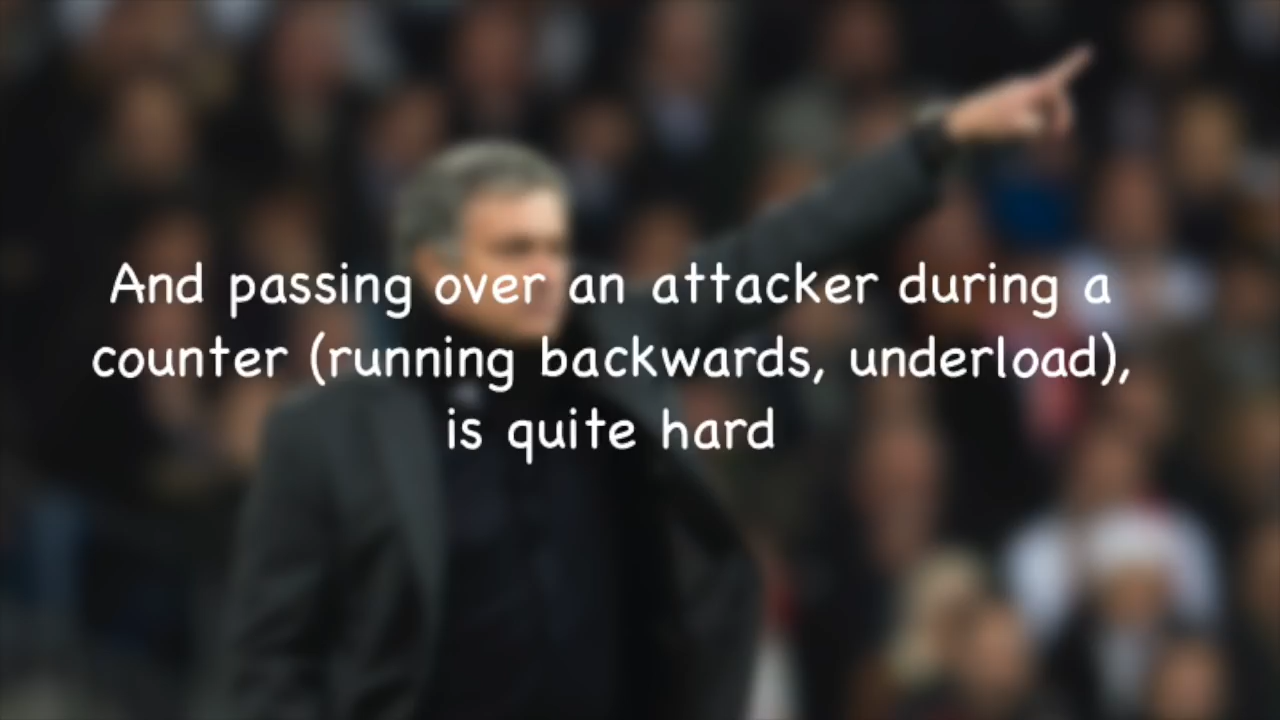 And passing over an attacker during a
counter (running backwards, underload),
is quite hard